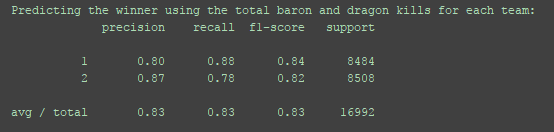 Predicting the winner using the total baron and dragon kills for each team:
precision recall f1-score support
1 0.80 0.88 0.84 8484
2 0.87 0.78 0.82 8508
avg / total 0.83 0.83 0.83 16992